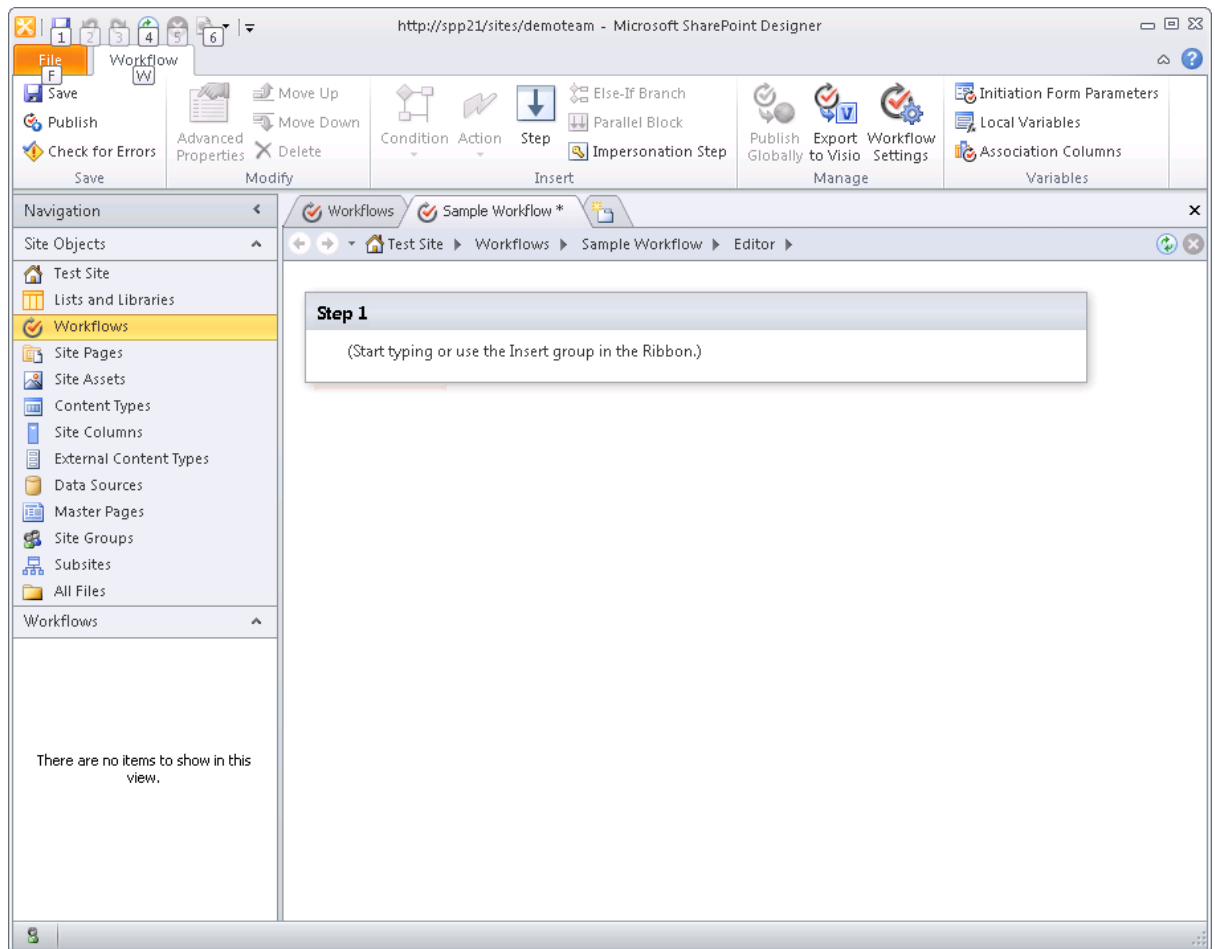 http://spp21/sites/demoteam - Microsoft SharePoint Designer
1 2 3 4 5 6
File Workflow
F W
Save
Publish
Check for Errors
Save
Advanced Properties
Move Up
Move Down
Delete
Modify
Condition Action Step
Else-If Branch
Parallel Block
Impersonation Step
Insert
Publish Globally
Export to Visio
Workflow Settings
Manage
Initiation Form Parameters
Local Variables
Association Columns
Variables
Navigation
Site Objects
Test Site
Lists and Libraries
Workflows
Site Pages
Site Assets
Content Types
Site Columns
External Content Types
Data Sources
Master Pages
Site Groups
Subsites
All Files
Workflows
There are no items to show in this
view.
Workflows Sample Workflow *
Test Site Workflows Sample Workflow Editor
Step 1
(Start typing or use the Insert group in the Ribbon.)